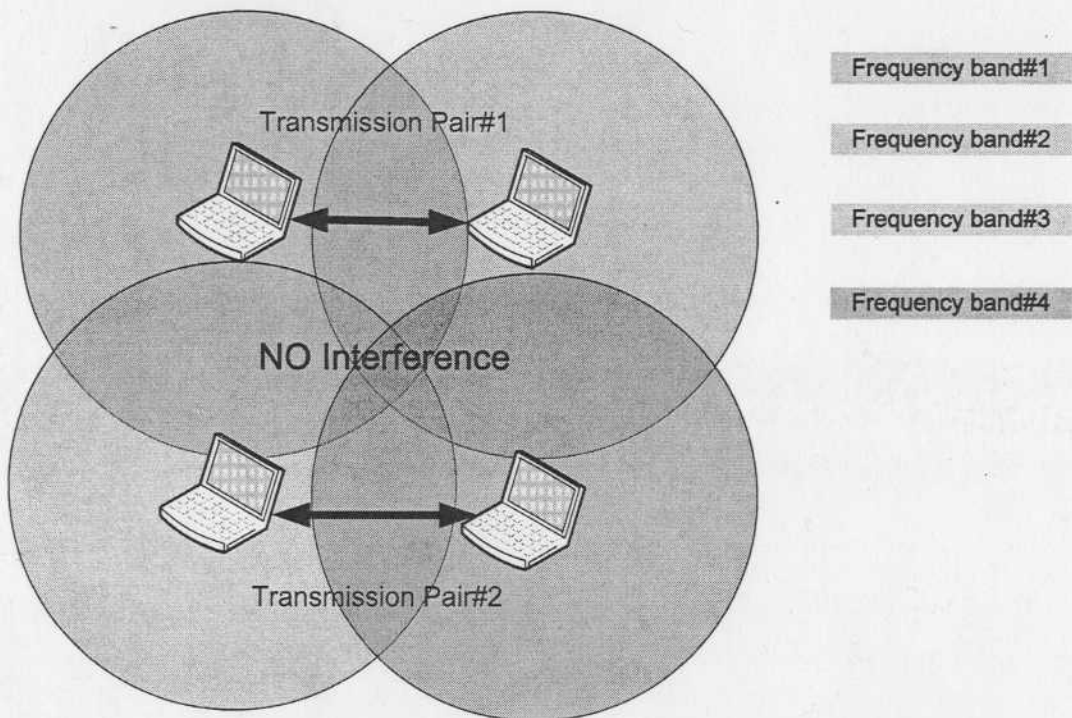 Transmission Pair#1
NO Interference
Transmission Pair#2
Frequency band#1
Frequency band#2
Frequency band#3
Frequency band#4